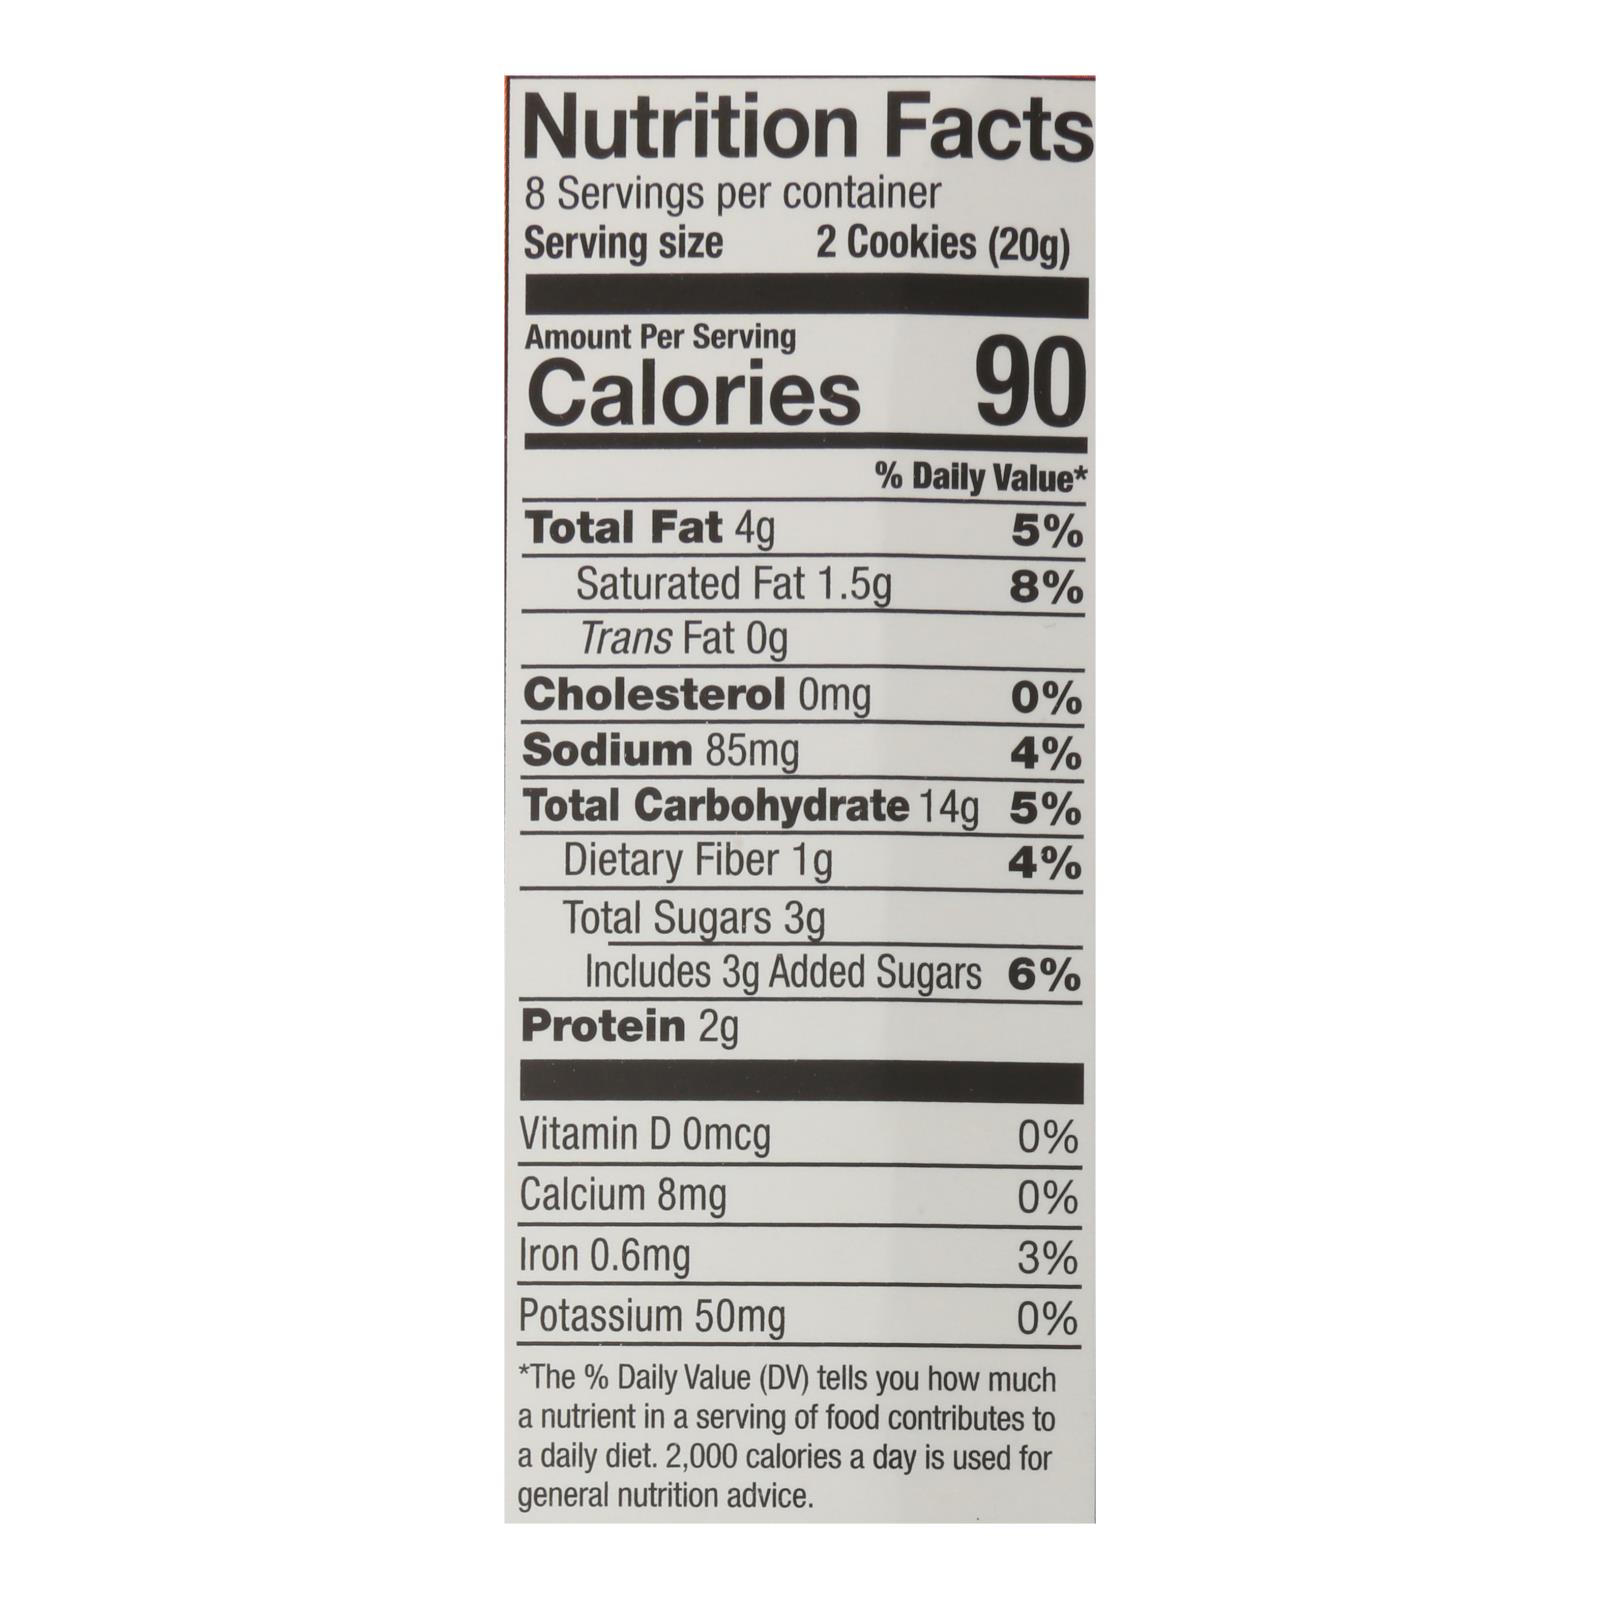 Nutrition Facts
8 Servings per container
Serving size 2 Cookies (20g)
Amount Per Serving
Calories 90
% Daily Value*
Total Fat 4g 5%
Saturated Fat 1.5g 8%
Trans Fat 0g
Cholesterol 0mg 0%
Sodium 85mg 4%
Total Carbohydrate 14g 5%
Dietary Fiber 1g 4%
Total Sugars 3g
Includes 3g Added Sugars 6%
Protein 2g
Vitamin D 0mcg 0%
Calcium 8mg 0%
Iron 0.6mg 3%
Potassium 50mg 0%
*The % Daily Value (DV) tells you how much
a nutrient in a serving of food contributes to
a daily diet. 2,000 calories a day is used for
general nutrition advice.